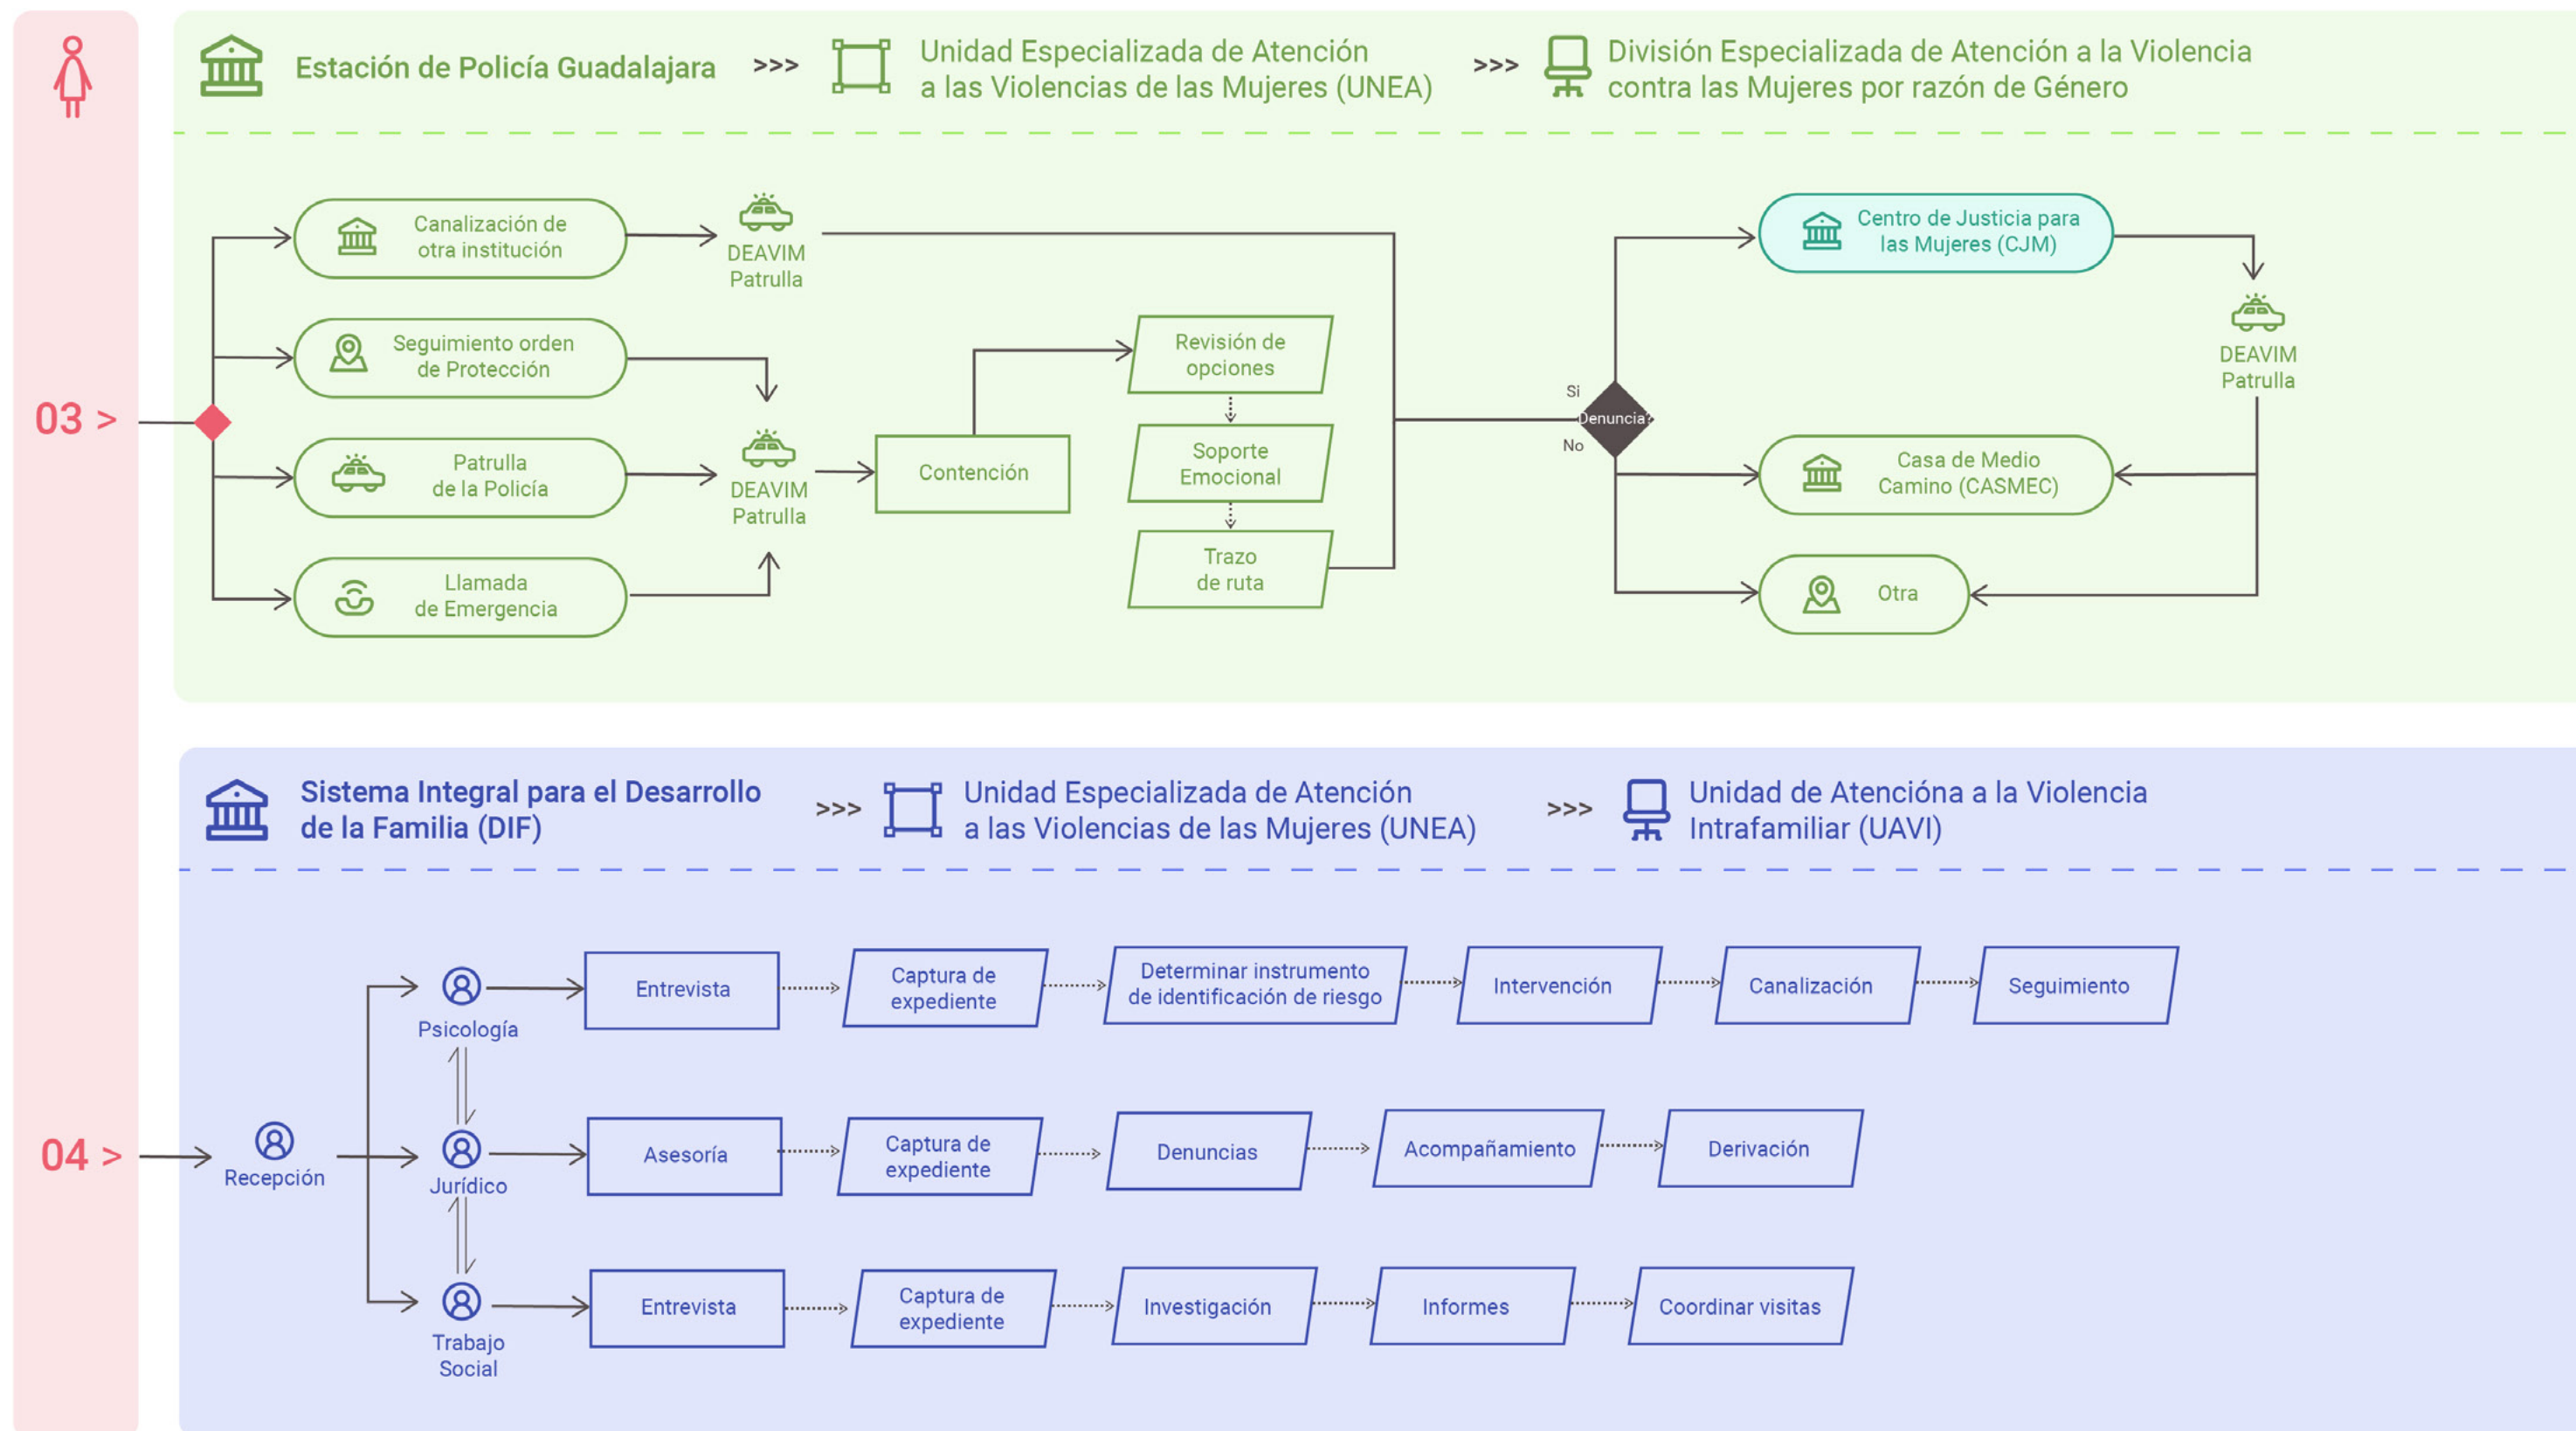 Estación de Policía Guadalajara
>>>
Unidad Especializada de Atención
a las Violencias de las Mujeres (UNEA)
>>>
División Especializada de Atención a la Violencia
contra las Mujeres por razón de Género
03 >
Canalización de
otra institución
DEAVIM
Patrulla
Seguimiento orden
de Protección
Patrulla
de la Policía
Llamada
de Emergencia
DEAVIM
Patrulla
Contención
Revisión de
opciones
Soporte
Emocional
Trazo
de ruta
Si
Denuncia?
No
Centro de Justicia para
las Mujeres (CJM)
DEAVIM
Patrulla
Casa de Medio
Camino (CASMEC)
Otra
Sistema Integral para el Desarrollo
de la Familia (DIF)
>>>
Unidad Especializada de Atención
a las Violencias de las Mujeres (UNEA)
>>>
Unidad de Atencióna a la Violencia
Intrafamiliar (UAVI)
04 >
Recepción
Psicología
Entrevista
Captura de
expediente
Determinar instrumento
de identificación de riesgo
Intervención
Canalización
Seguimiento
Jurídico
Asesoría
Captura de
expediente
Denuncias
Acompañamiento
Derivación
Trabajo
Social
Entrevista
Captura de
expediente
Investigación
Informes
Coordinar visitas